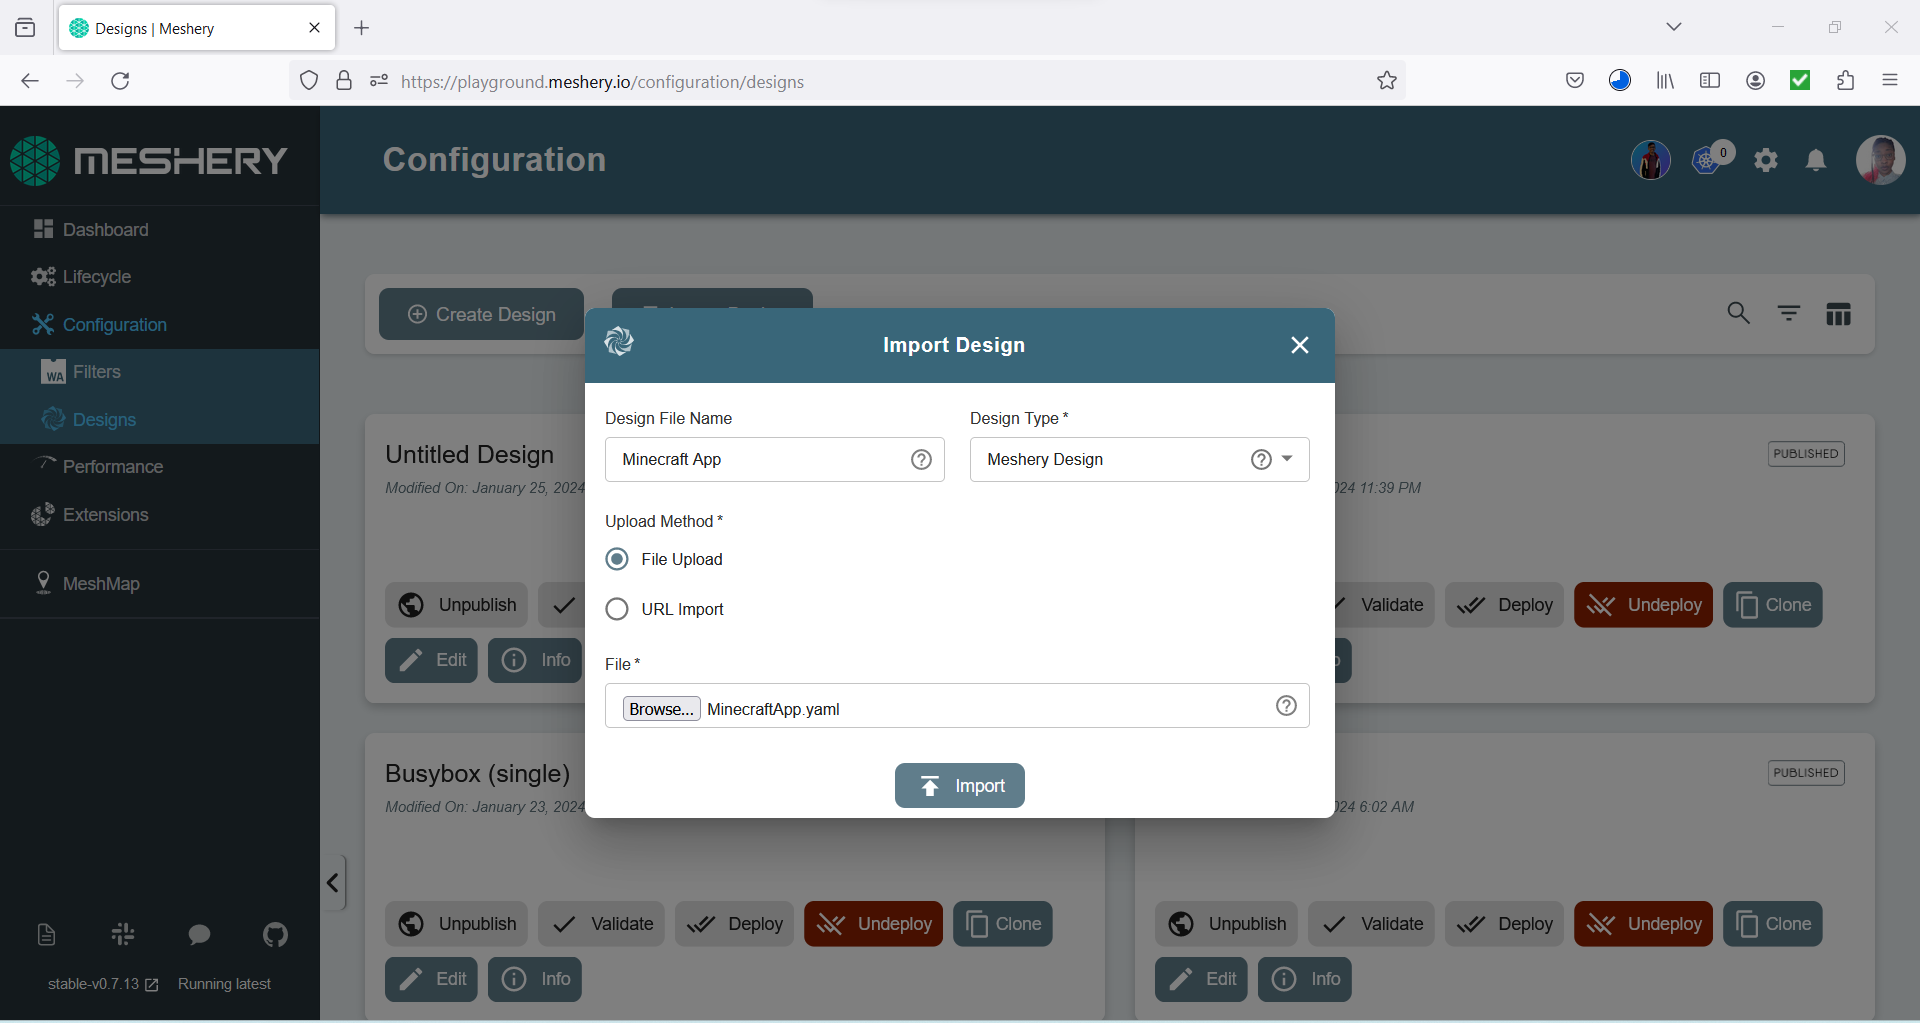 Designs | Meshery
https://playground.meshery.io/configuration/designs
MESHERY
Configuration
0
Dashboard
Lifecycle
Configuration
WA Filters
Designs
Performance
Extensions
MeshMap
stable-v0.7.13
Running latest
Create Design
Import Design
Design File Name
Design Type *
Minecraft App
Meshery Design
Upload Method *
File Upload
URL Import
File *
Browse... MinecraftApp.yaml
Import
Untitled Design
PUBLISHED
Modified On: January 25, 2024
24 11:39 PM
Unpublish
Validate
Deploy
Undeploy
Clone
Edit
Info
Busybox (single)
PUBLISHED
Modified On: January 23, 2024
24 6:02 AM
Unpublish
Validate
Deploy
Undeploy
Clone
Unpublish
Validate
Deploy
Undeploy
Clone
Edit
Info
Edit
Info